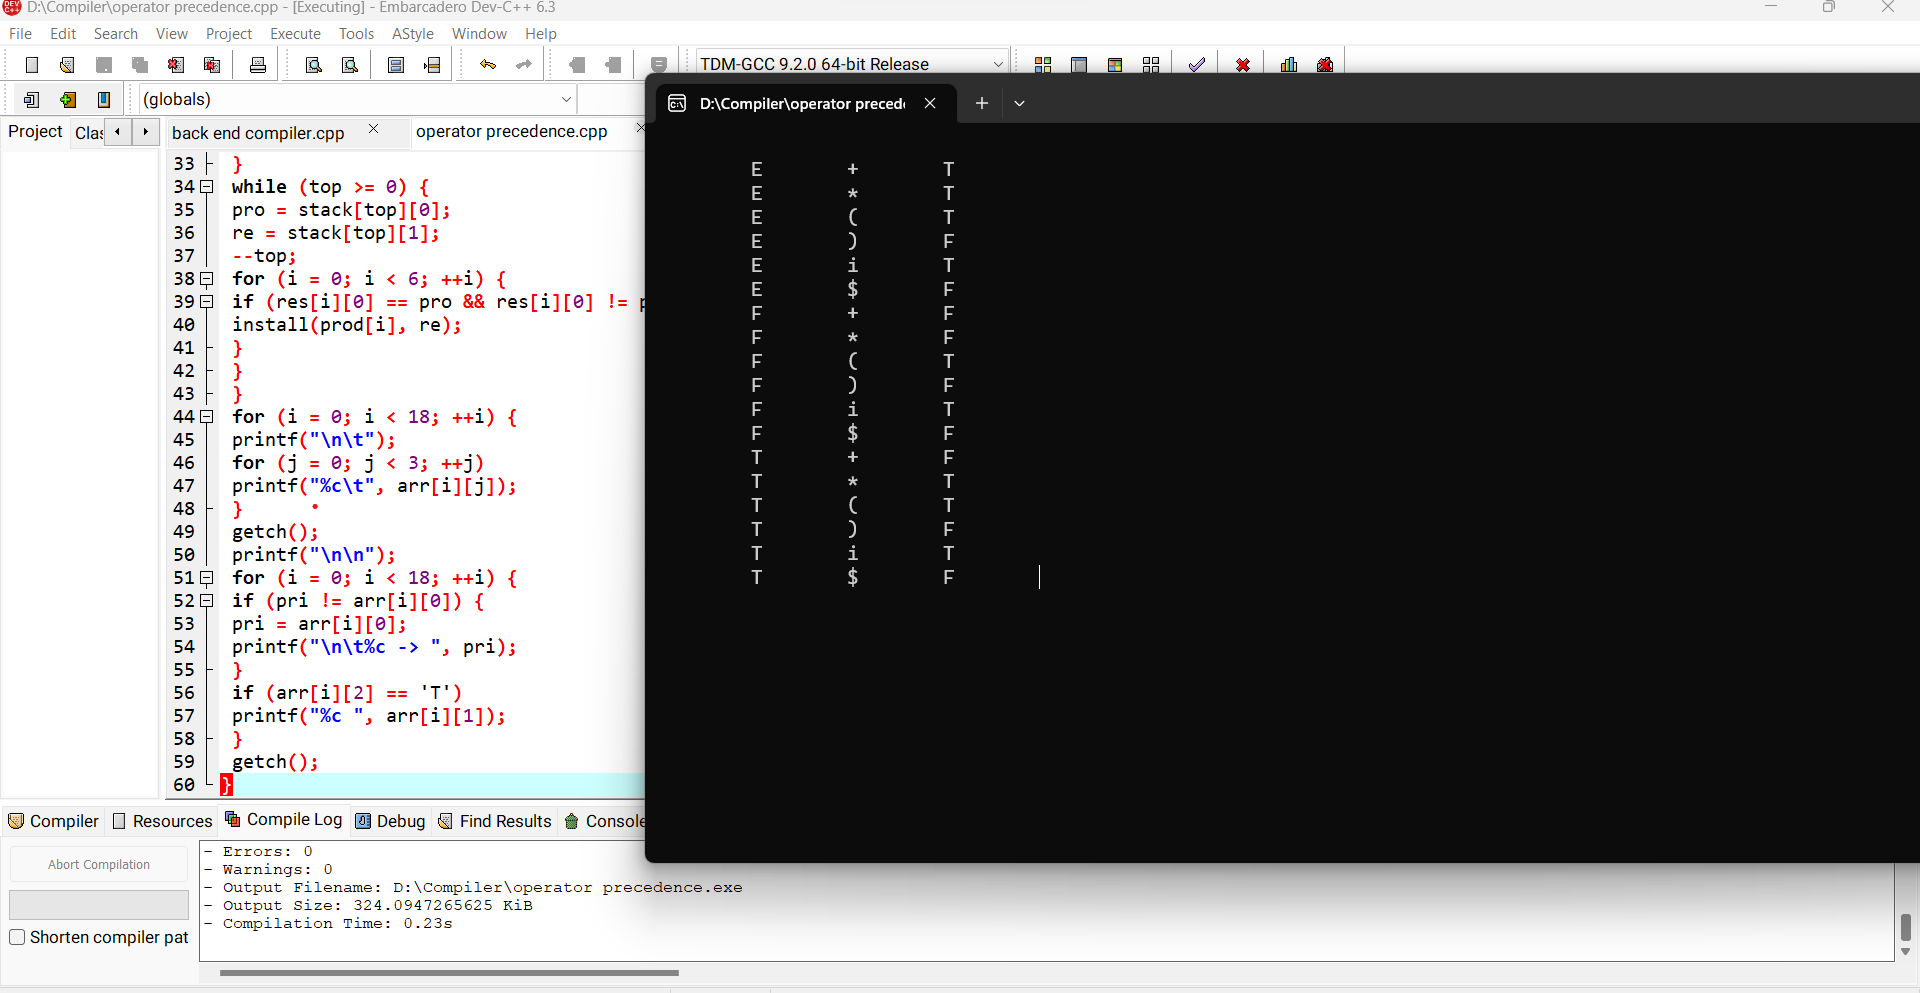 D:\Compiler\operator precedence.cpp - [Executing] - Embarcadero Dev-C++ 6.3
File Edit Search View Project Execute Tools AStyle Window Help
TDM-GCC 9.2.0 64-bit Release
(globals)
Project Clas back end compiler.cpp operator precedence.cpp
33 }
34 while (top >= 0) {
35 pro = stack[top][0];
36 re = stack[top][1];
37 --top;
38 for (i = 0; i < 6; ++i) {
39 if (res[i][0] == pro && res[i][0] != p
40 install(prod[i], re);
41 }
42 }
43 }
44 for (i = 0; i < 18; ++i) {
45 printf("\n\t");
46 for (j = 0; j < 3; ++j)
47 printf("%c\t", arr[i][j]);
48 }
49 getch();
50 printf("\n\n");
51 for (i = 0; i < 18; ++i) {
52 if (pri != arr[i][0]) {
53 pri = arr[i][0];
54 printf("\n\t%c -> ", pri);
55 }
56 if (arr[i][2] == 'T')
57 printf("%c ", arr[i][1]);
58 }
59 getch();
60 }
D:\Compiler\operator precede
E + T
E * T
E ( T
E ) F
E i T
E $ F
F + F
F * F
F ( T
F ) F
F i T
F $ F
T + F
T * T
T ( T
T ) F
T i T
T $ F
Compiler Resources Compile Log Debug Find Results Console
Abort Compilation
Shorten compiler pat
- Errors: 0
- Warnings: 0
- Output Filename: D:\Compiler\operator precedence.exe
- Output Size: 324.0947265625 KiB
- Compilation Time: 0.23s